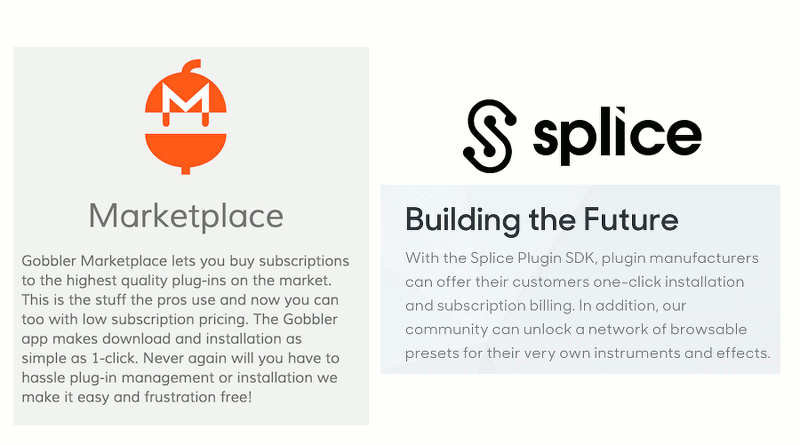 M
Marketplace
Gobbler Marketplace lets you buy subscriptions
to the highest quality plug-ins on the market.
This is the stuff the pros use and now you can
too with low subscription pricing. The Gobbler
app makes download and installation as
simple as 1-click. Never again will you have to
hassle plug-in management or installation we
make it easy and frustration free!
splice
Building the Future
With the Splice Plugin SDK, plugin manufacturers
can offer their customers one-click installation
and subscription billing. In addition, our
community can unlock a network of browsable
presets for their very own instruments and effects.